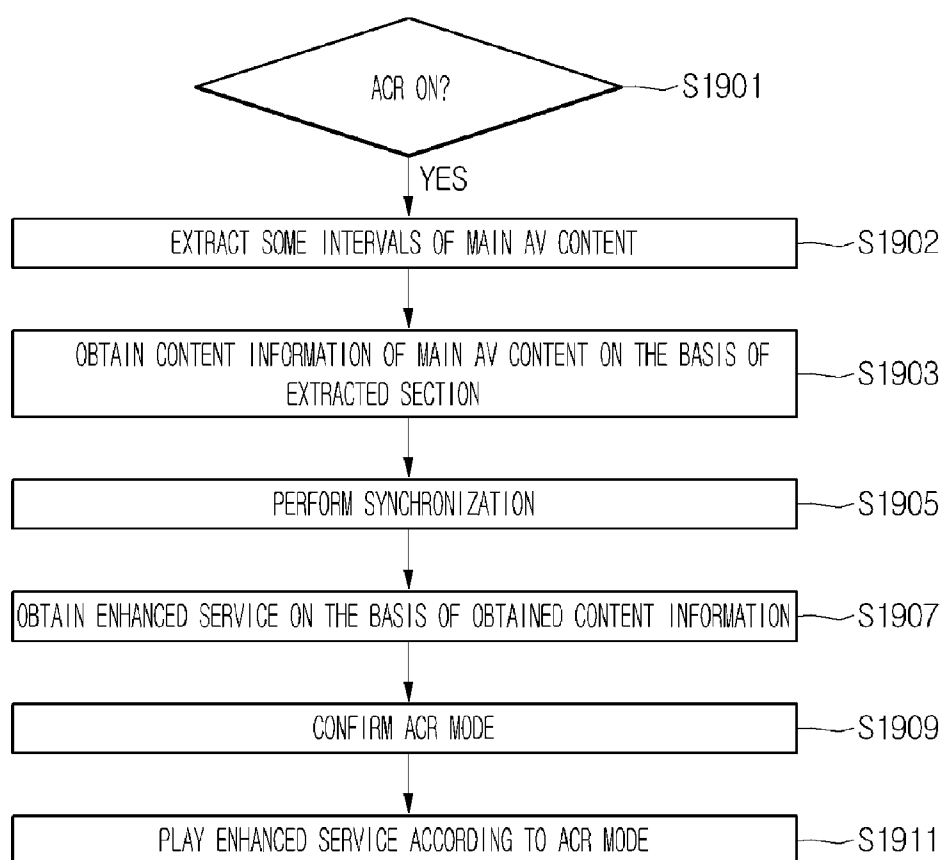 ACR ON?
S1901
YES
EXTRACT SOME INTERVALS OF MAIN AV CONTENT
S1902
OBTAIN CONTENT INFORMATION OF MAIN AV CONTENT ON THE BASIS OF
EXTRACTED SECTION
S1903
PERFORM SYNCHRONIZATION
S1905
OBTAIN ENHANCED SERVICE ON THE BASIS OF OBTAINED CONTENT INFORMATION
S1907
CONFIRM ACR MODE
S1909
PLAY ENHANCED SERVICE ACCORDING TO ACR MODE
S1911